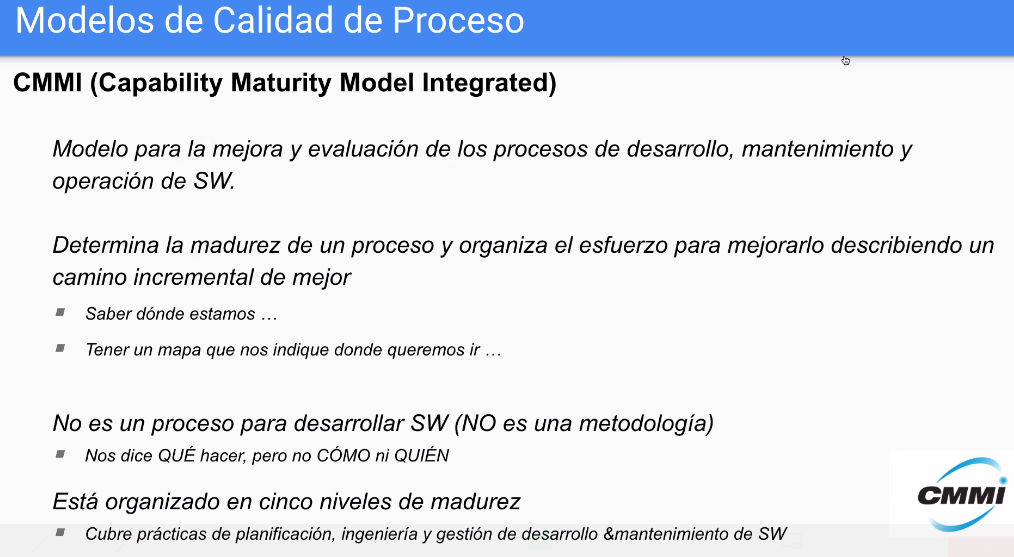 Modelos de Calidad de Proceso
CMMI (Capability Maturity Model Integrated)
Modelo para la mejora y evaluación de los procesos de desarrollo, mantenimiento y
operación de SW.
Determina la madurez de un proceso y organiza el esfuerzo para mejorarlo describiendo un
camino incremental de mejor
Saber dónde estamos …
Tener un mapa que nos indique donde queremos ir …
No es un proceso para desarrollar SW (NO es una metodología)
Nos dice QUÉ hacer, pero no CÓMO ni QUIÉN
Está organizado en cinco niveles de madurez
Cubre prácticas de planificación, ingeniería y gestión de desarrollo &mantenimiento de SW
CMMI